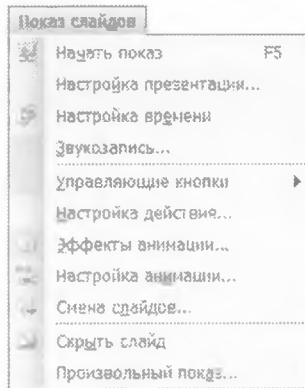 Показ слайдов
Начать показ F5
Настройка презентации...
Настройка времени
Звукозапись...
Управляющие кнопки
Настройка действия...
Эффекты анимации...
Настройка анимации...
Смена слайдов...
Скрыть слайд
Произвольный показ...